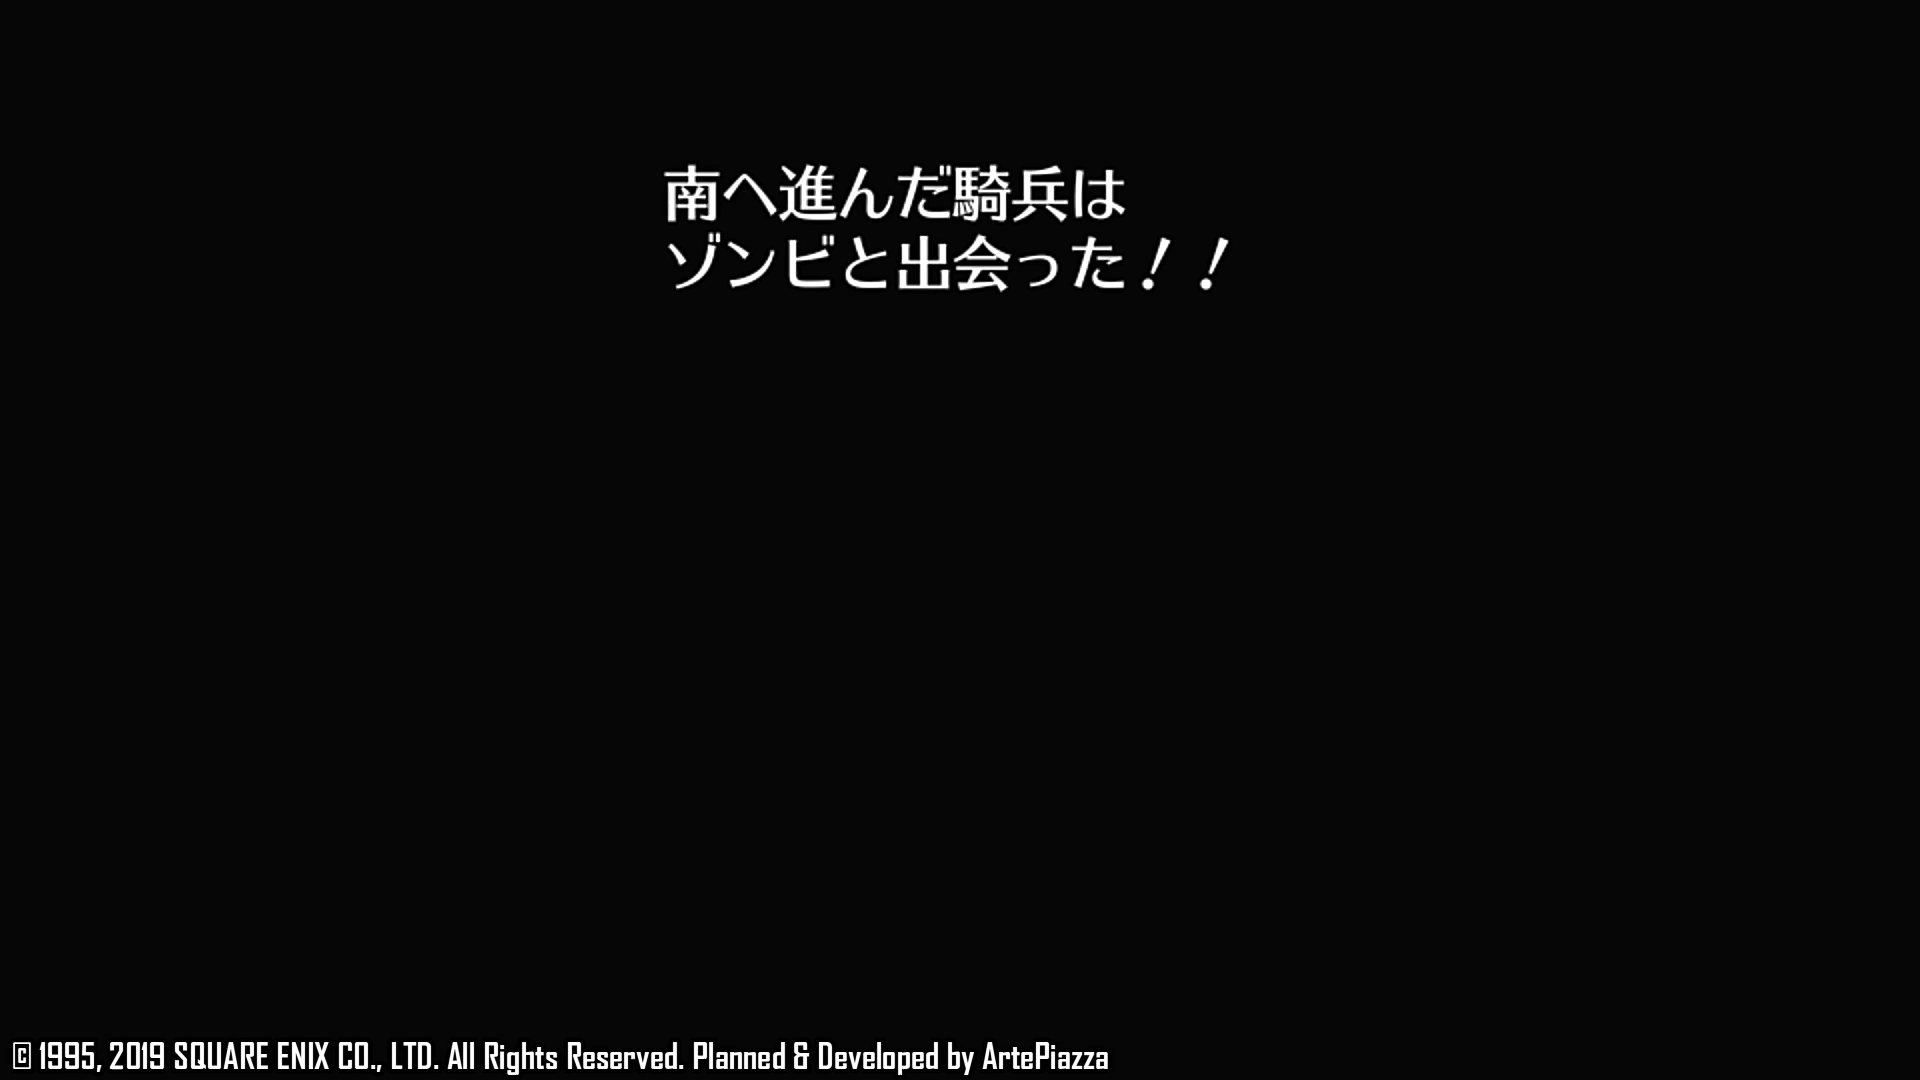 南へ進んだ騎兵は
ゾンビと出会った！！
© 1995, 2019 SQUARE ENIX CO., LTD. All Rights Reserved. Planned & Developed by ArtePiazza